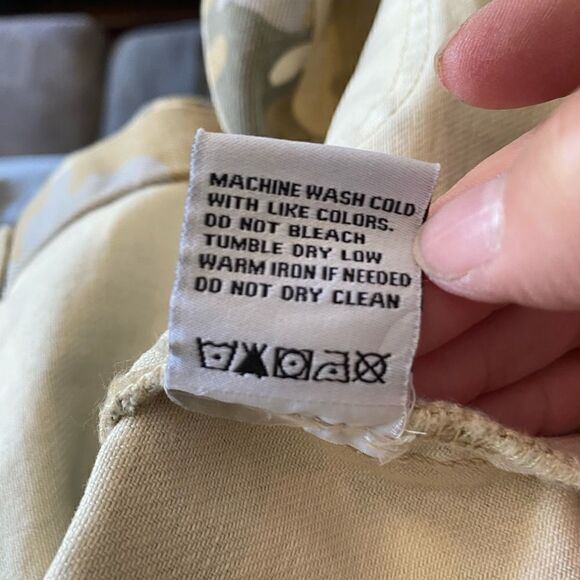 MACHINE WASH COLD
WITH LIKE COLORS.
DO NOT BLEACH
TUMBLE DRY LOW
WARM IRON IF NEEDED
DO NOT DRY CLEAN